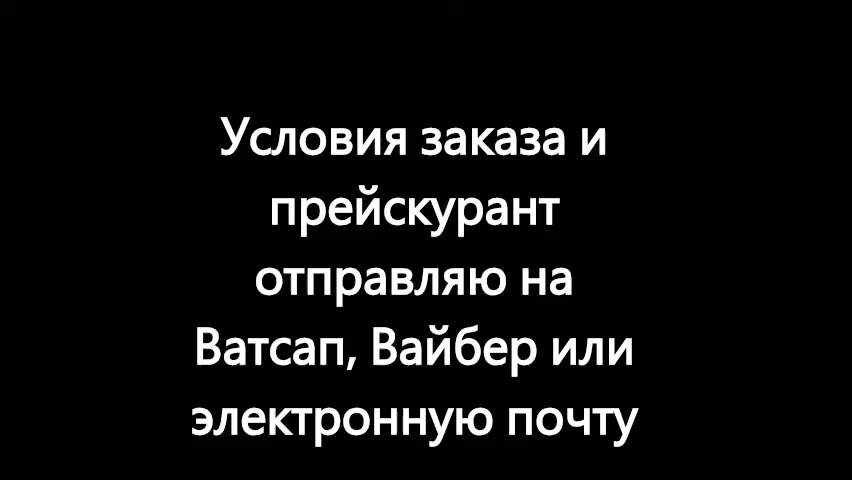 Условия заказа и
прейскурант
отправляю на
Ватсап, Вайбер или
электронную почту